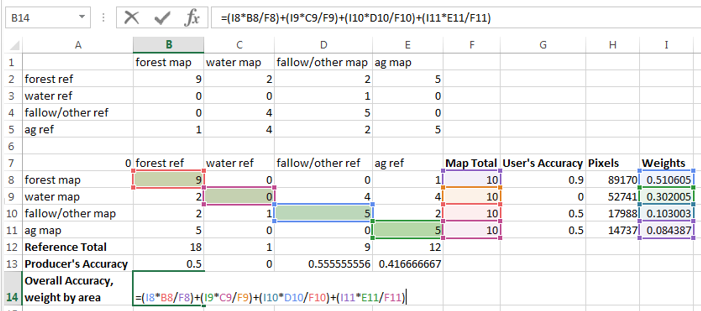 B14 fx =(I8*B8/F8)+(I9*C9/F9)+(I10*D10/F10)+(I11*E11/F11)
A B C D E F G H I
1 forest map water map fallow/other map ag map
2 forest ref 9 2 2 5
3 water ref 0 0 1 0
4 fallow/other ref 0 4 5 0
5 ag ref 1 4 2 5
6
7 0 forest ref water ref fallow/other ref ag ref Map Total User's Accuracy Pixels Weights
8 forest map 9 0 0 1 10 0.9 89170 0.510605
9 water map 2 0 4 4 10 0 52741 0.302005
10 fallow/other map 2 1 5 2 10 0.5 17988 0.103003
11 ag map 5 0 0 5 10 0.5 14737 0.084387
12 Reference Total 18 1 9 12
13 Producer's Accuracy 0.5 0 0.555555556 0.416666667
Overall Accuracy,
14 weight by area =(I8*B8/F8)+(I9*C9/F9)+(I10*D10/F10)+(I11*E11/F11)